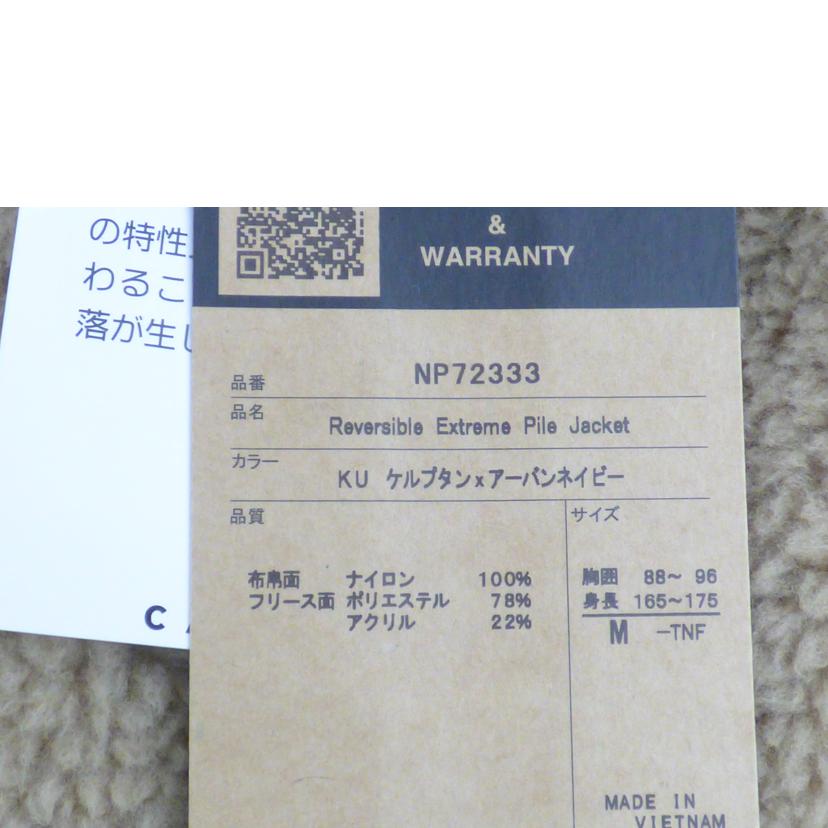 の特性
わるこ
落が生し
C
&
WARRANTY
品番 NP72333
品名 Reversible Extreme Pile Jacket
カラー KU ケルプタンxアーバンネイビー
品質 サイズ
布帛面 ナイロン 100%
フリース面 ポリエステル 78%
アクリル 22%
胸囲 88～ 96
身長 165～175
M -TNF
MADE IN
VIETNAM